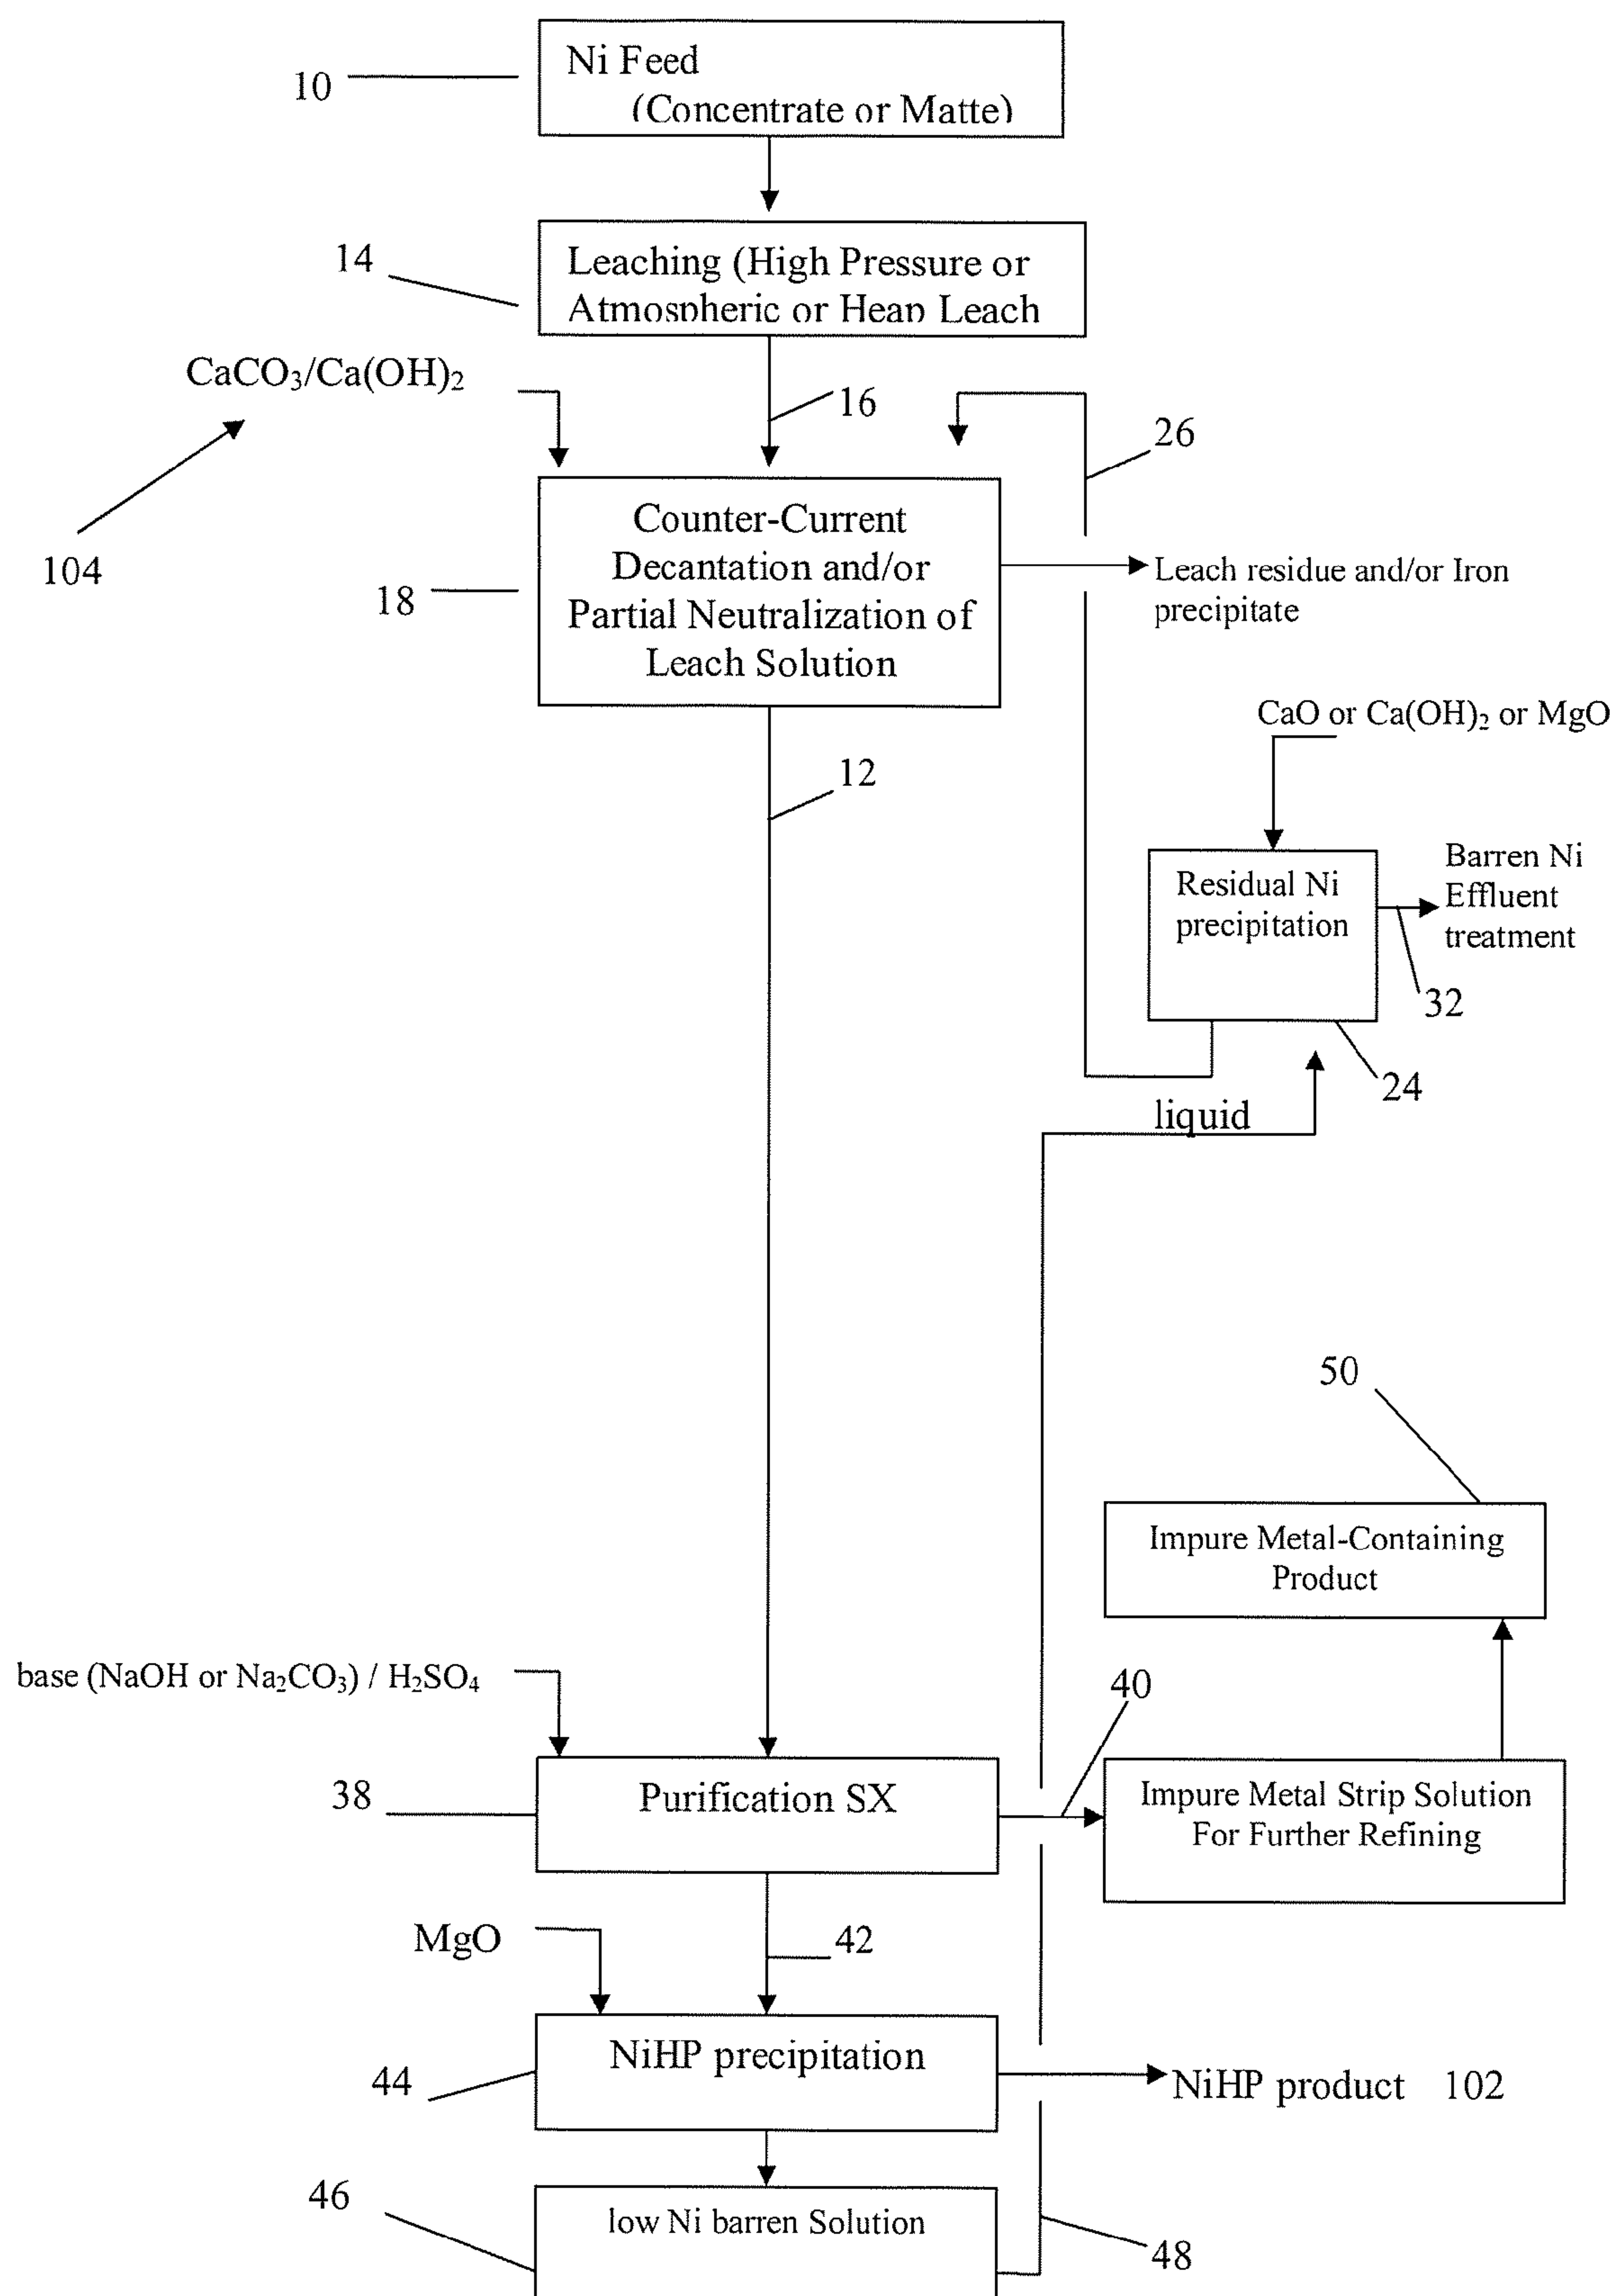 Ni Feed
(Concentrate or Matte)
10
14
Leaching (High Pressure or
Atmospheric or Heap Leach
CaCO₃/Ca(OH)₂
16
26
104
18
Counter-Current
Decantation and/or
Partial Neutralization of
Leach Solution
Leach residue and/or Iron
precipitate
CaO or Ca(OH)₂ or MgO
12
Residual Ni
precipitation
Barren Ni
Effluent
treatment
32
24
liquid
50
Impure Metal-Containing
Product
base (NaOH or Na₂CO₃) / H₂SO₄
40
38
Purification SX
Impure Metal Strip Solution
For Further Refining
MgO
42
44
NiHP precipitation
NiHP product 102
46
low Ni barren Solution
48